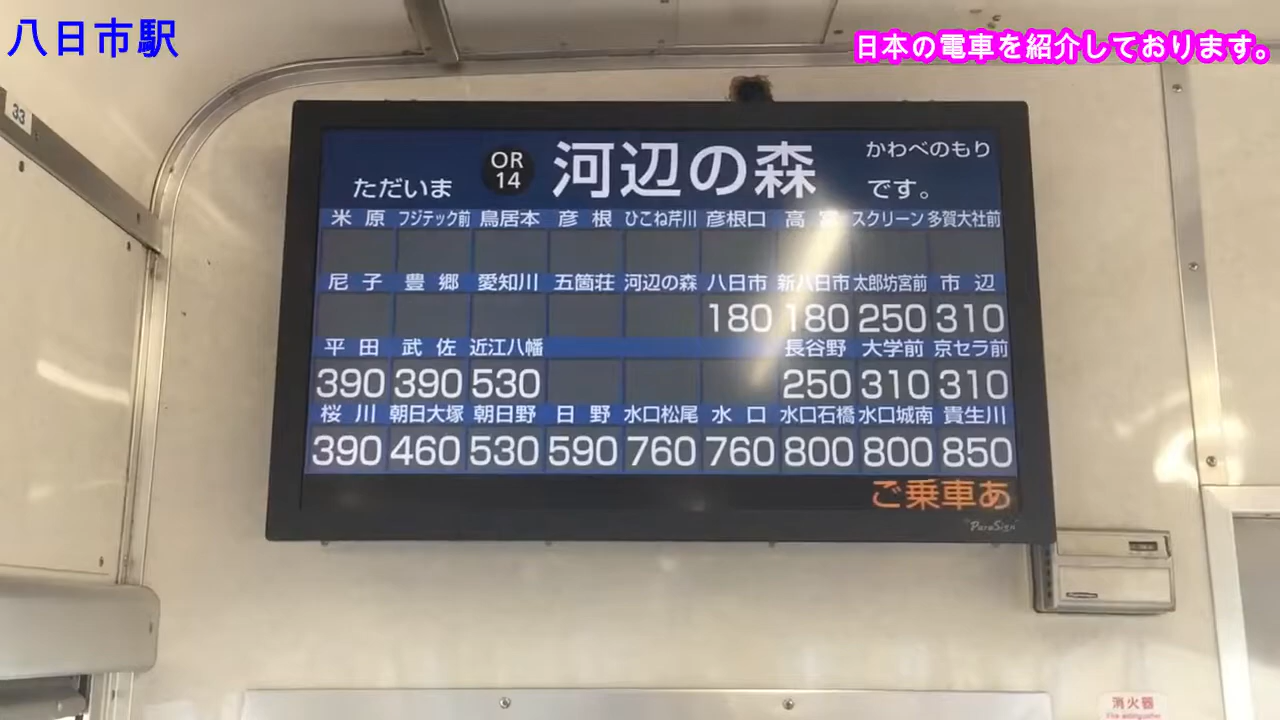 八日市駅
日本の電車を紹介しております。
33
ただいま OR 14 河辺の森 かわべのもり です。
米原 フジテック前 鳥居本 彦根 ひこね芹川 彦根口 高宮 スクリーン 多賀大社前
尼子 豊郷 愛知川 五箇荘 河辺の森 八日市 新八日市 太郎坊宮前 市辺
180 180 250 310
平田 武佐 近江八幡 長谷野 大学前 京セラ前
390 390 530 250 310 310
桜川 朝日大塚 朝日野 日野 水口松尾 水口 水口石橋 水口城南 貴生川
390 460 530 590 760 760 800 800 850
ご乗車あ
"ParaSign"
消火器
Fire extinguisher